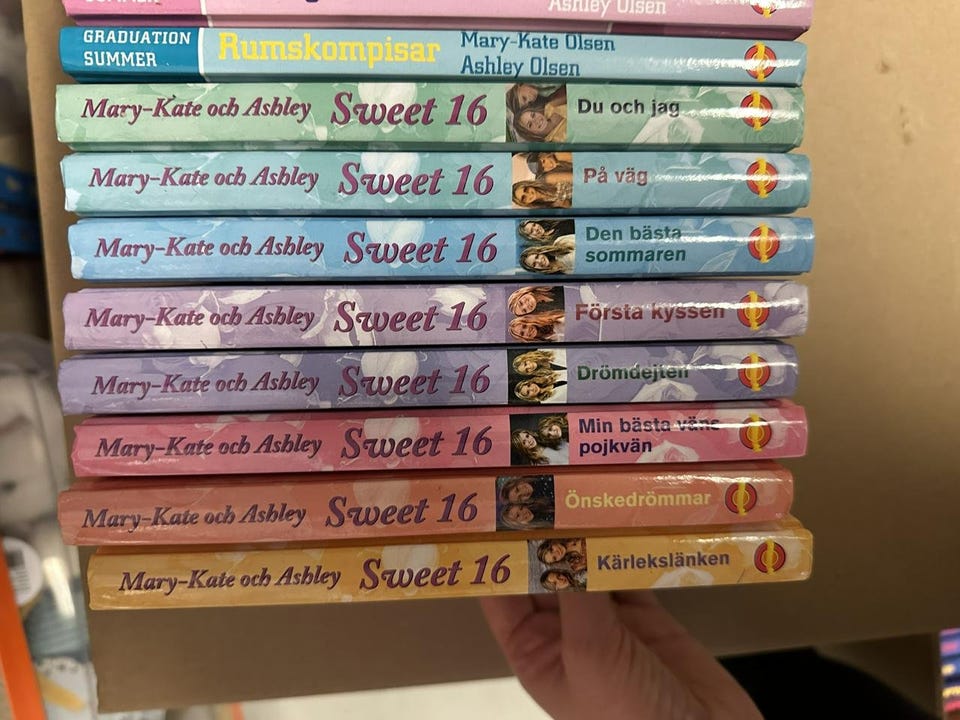 SUMMER
Ashley Olsen
GRADUATION
SUMMER
Rumskompisar
Mary-Kate Olsen
Ashley Olsen
Mary-Kate och Ashley Sweet 16 Du och jag
Mary-Kate och Ashley Sweet 16 På väg
Mary-Kate och Ashley Sweet 16 Den bästa
sommaren
Mary-Kate och Ashley Sweet 16 Första kyssen
Mary-Kate och Ashley Sweet 16 Drömdejten
Mary-Kate och Ashley Sweet 16 Min bästa väns
pojkvän
Mary-Kate och Ashley Sweet 16 Önskedrömmar
Mary-Kate och Ashley Sweet 16 Kärlekslänken